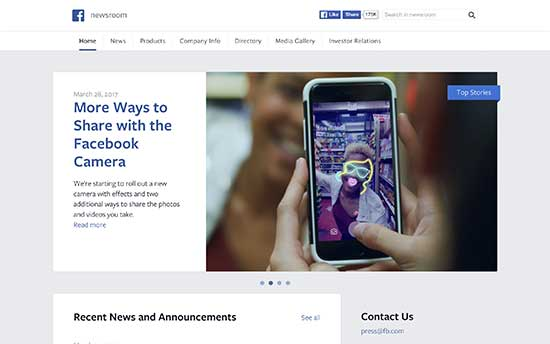 newsroom
Like Share 175K Search in newsroom
Home News Products Company Info Directory Media Gallery Investor Relations
March 28, 2017
More Ways to
Share with the
Facebook
Camera
We're starting to roll out a new
camera with effects and two
additional ways to share the photos
and videos you take.
Read more
Top Stories
Recent News and Announcements See all
Contact Us
press@fb.com